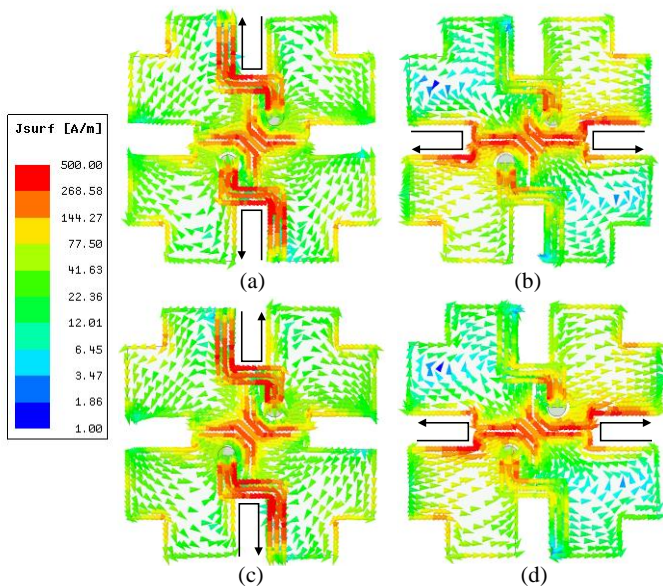 Jsurf [A/m]
500.00
268.58
144.27
77.50
41.63
22.36
12.01
6.45
3.47
1.86
1.00
(a)
(b)
(c)
(d)